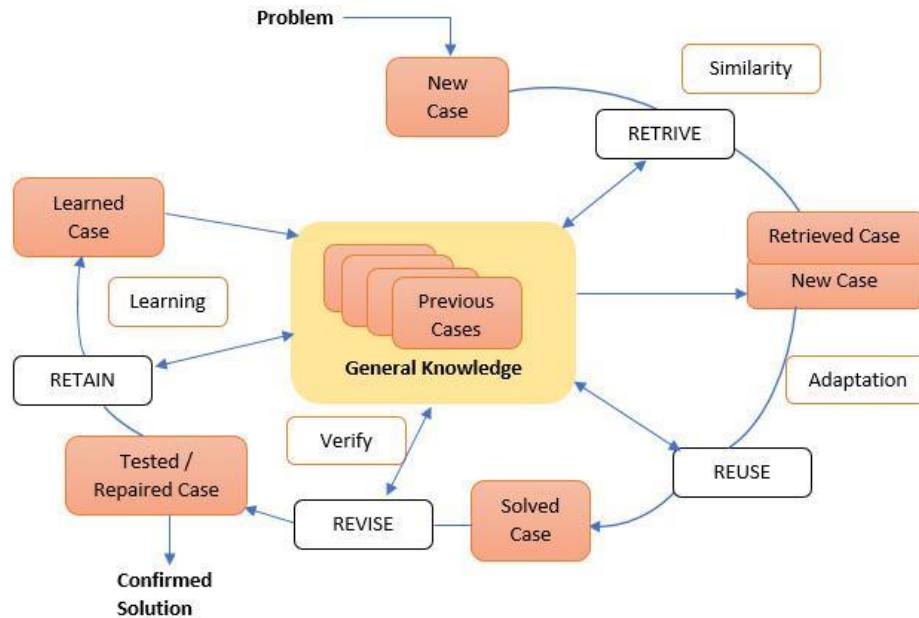 Problem
New
Case
Similarity
RETRIVE
Learned
Case
Retrieved Case
New Case
Learning
Previous
Cases
General Knowledge
RETAIN
Adaptation
Verify
Tested /
Repaired Case
REUSE
REVISE
Solved
Case
Confirmed
Solution